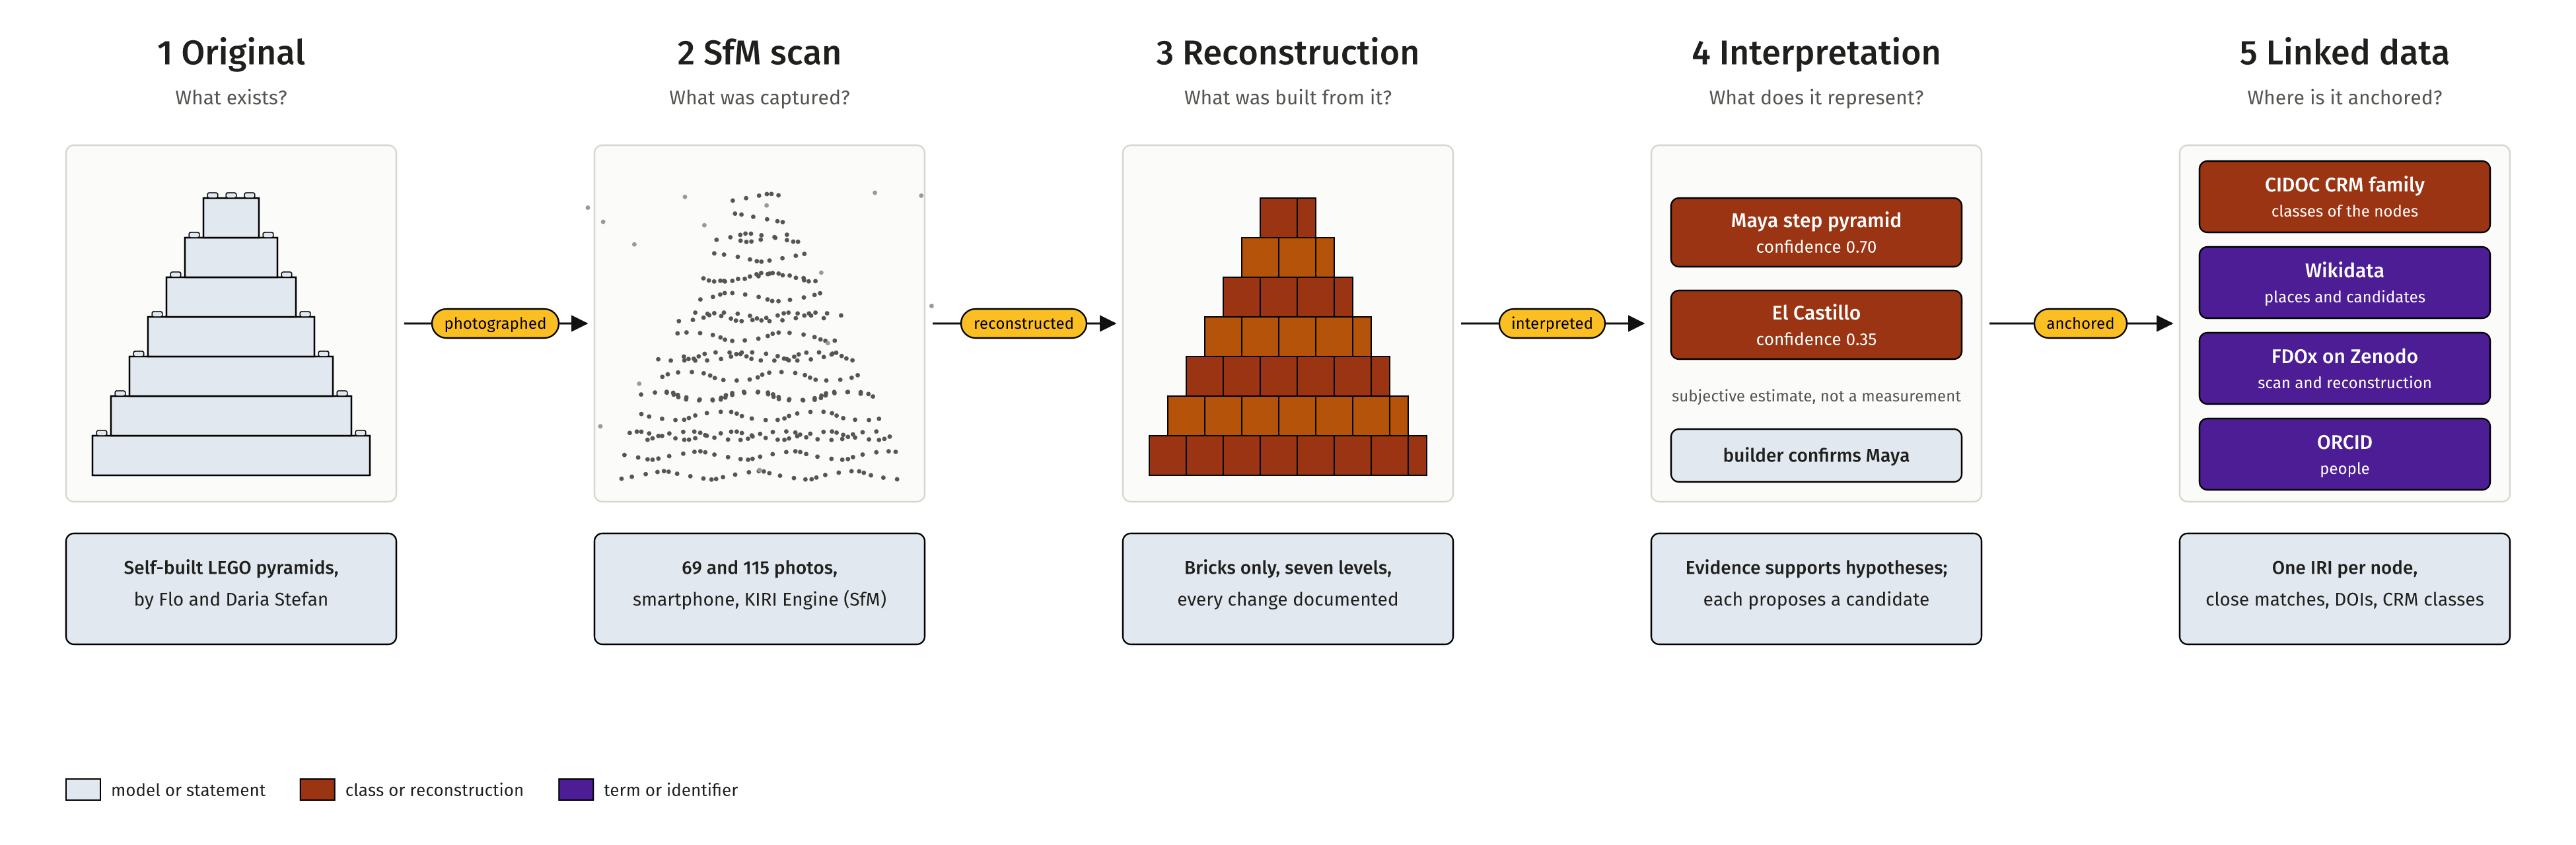 1 Original
What exists?
2 SfM scan
What was captured?
3 Reconstruction
What was built from it?
4 Interpretation
What does it represent?
5 Linked data
Where is it anchored?
photographed
reconstructed
Maya step pyramid
confidence 0.70
El Castillo
confidence 0.35
subjective estimate, not a measurement
builder confirms Maya
interpreted
anchored
CIDOC CRM family
classes of the nodes
Wikidata
places and candidates
FDOx on Zenodo
scan and reconstruction
ORCID
people
Self-built LEGO pyramids,
by Flo and Daria Stefan
69 and 115 photos,
smartphone, KIRI Engine (SfM)
Bricks only, seven levels,
every change documented
Evidence supports hypotheses;
each proposes a candidate
One IRI per node,
close matches, DOIs, CRM classes
model or statement
class or reconstruction
term or identifier